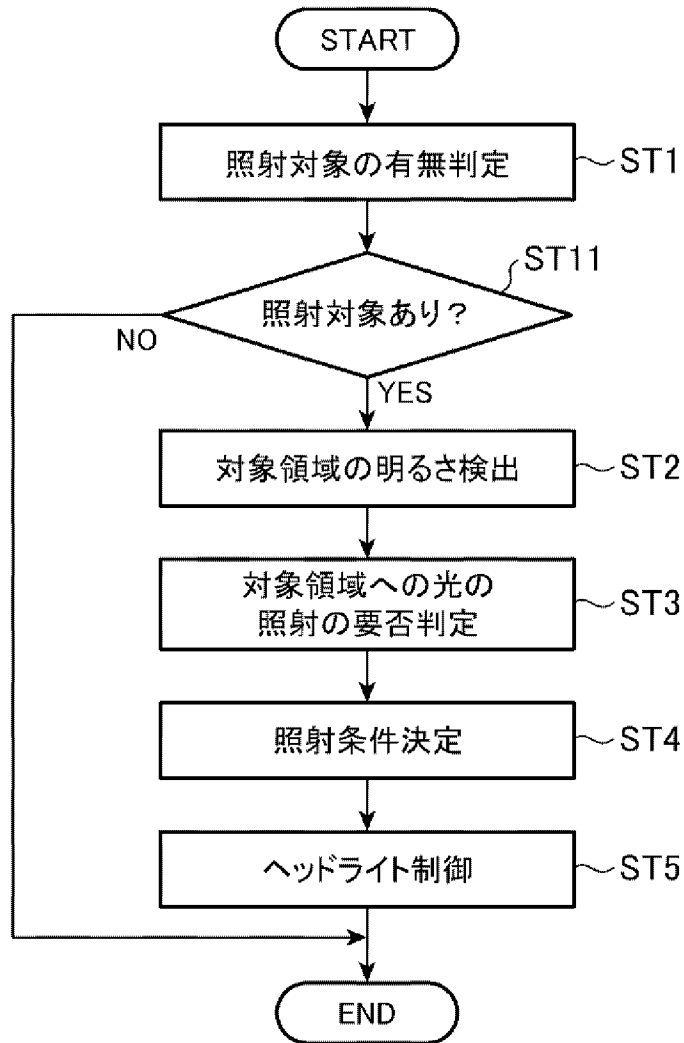 START
照射対象の有無判定
ST1
ST11
照射対象あり?
NO
YES
対象領域の明るさ検出
ST2
対象領域への光の
照射の要否判定
ST3
照射条件決定
ST4
ヘッドライト制御
ST5
END